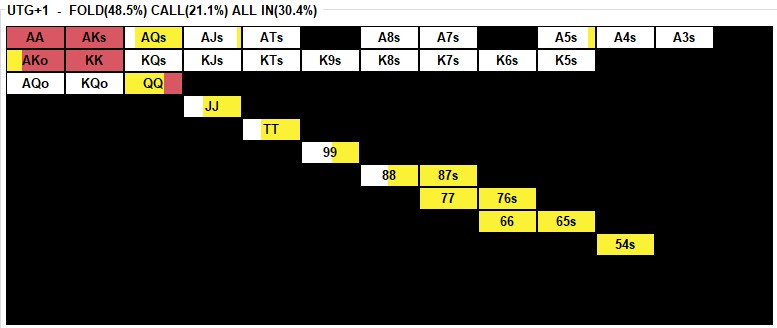 UTG+1 - FOLD(48.5%) CALL(21.1%) ALL IN(30.4%)
AA AKs AQs AJs ATs A8s A7s A5s A4s A3s
AKo KK KQs KJs KTs K9s K8s K7s K6s K5s
AQo KQo QQ
JJ
TT
99
88 87s
77 76s
66 65s
54s